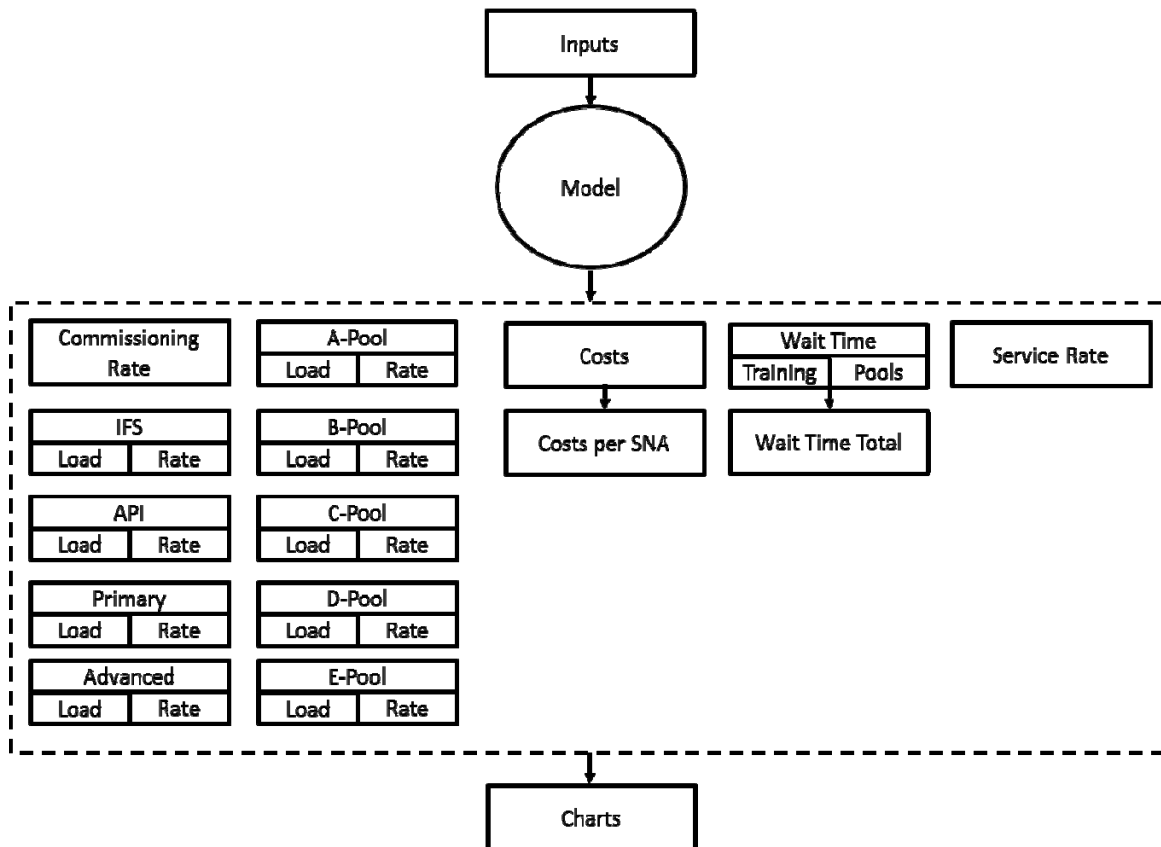 Inputs
Model
Commissioning
Rate
A-Pool
Load Rate
Costs
Wait Time
Training Pools
Service Rate
IFS
Load Rate
B-Pool
Load Rate
Costs per SNA
Wait Time Total
API
Load Rate
C-Pool
Load Rate
Primary
Load Rate
D-Pool
Load Rate
Advanced
Load Rate
E-Pool
Load Rate
Charts